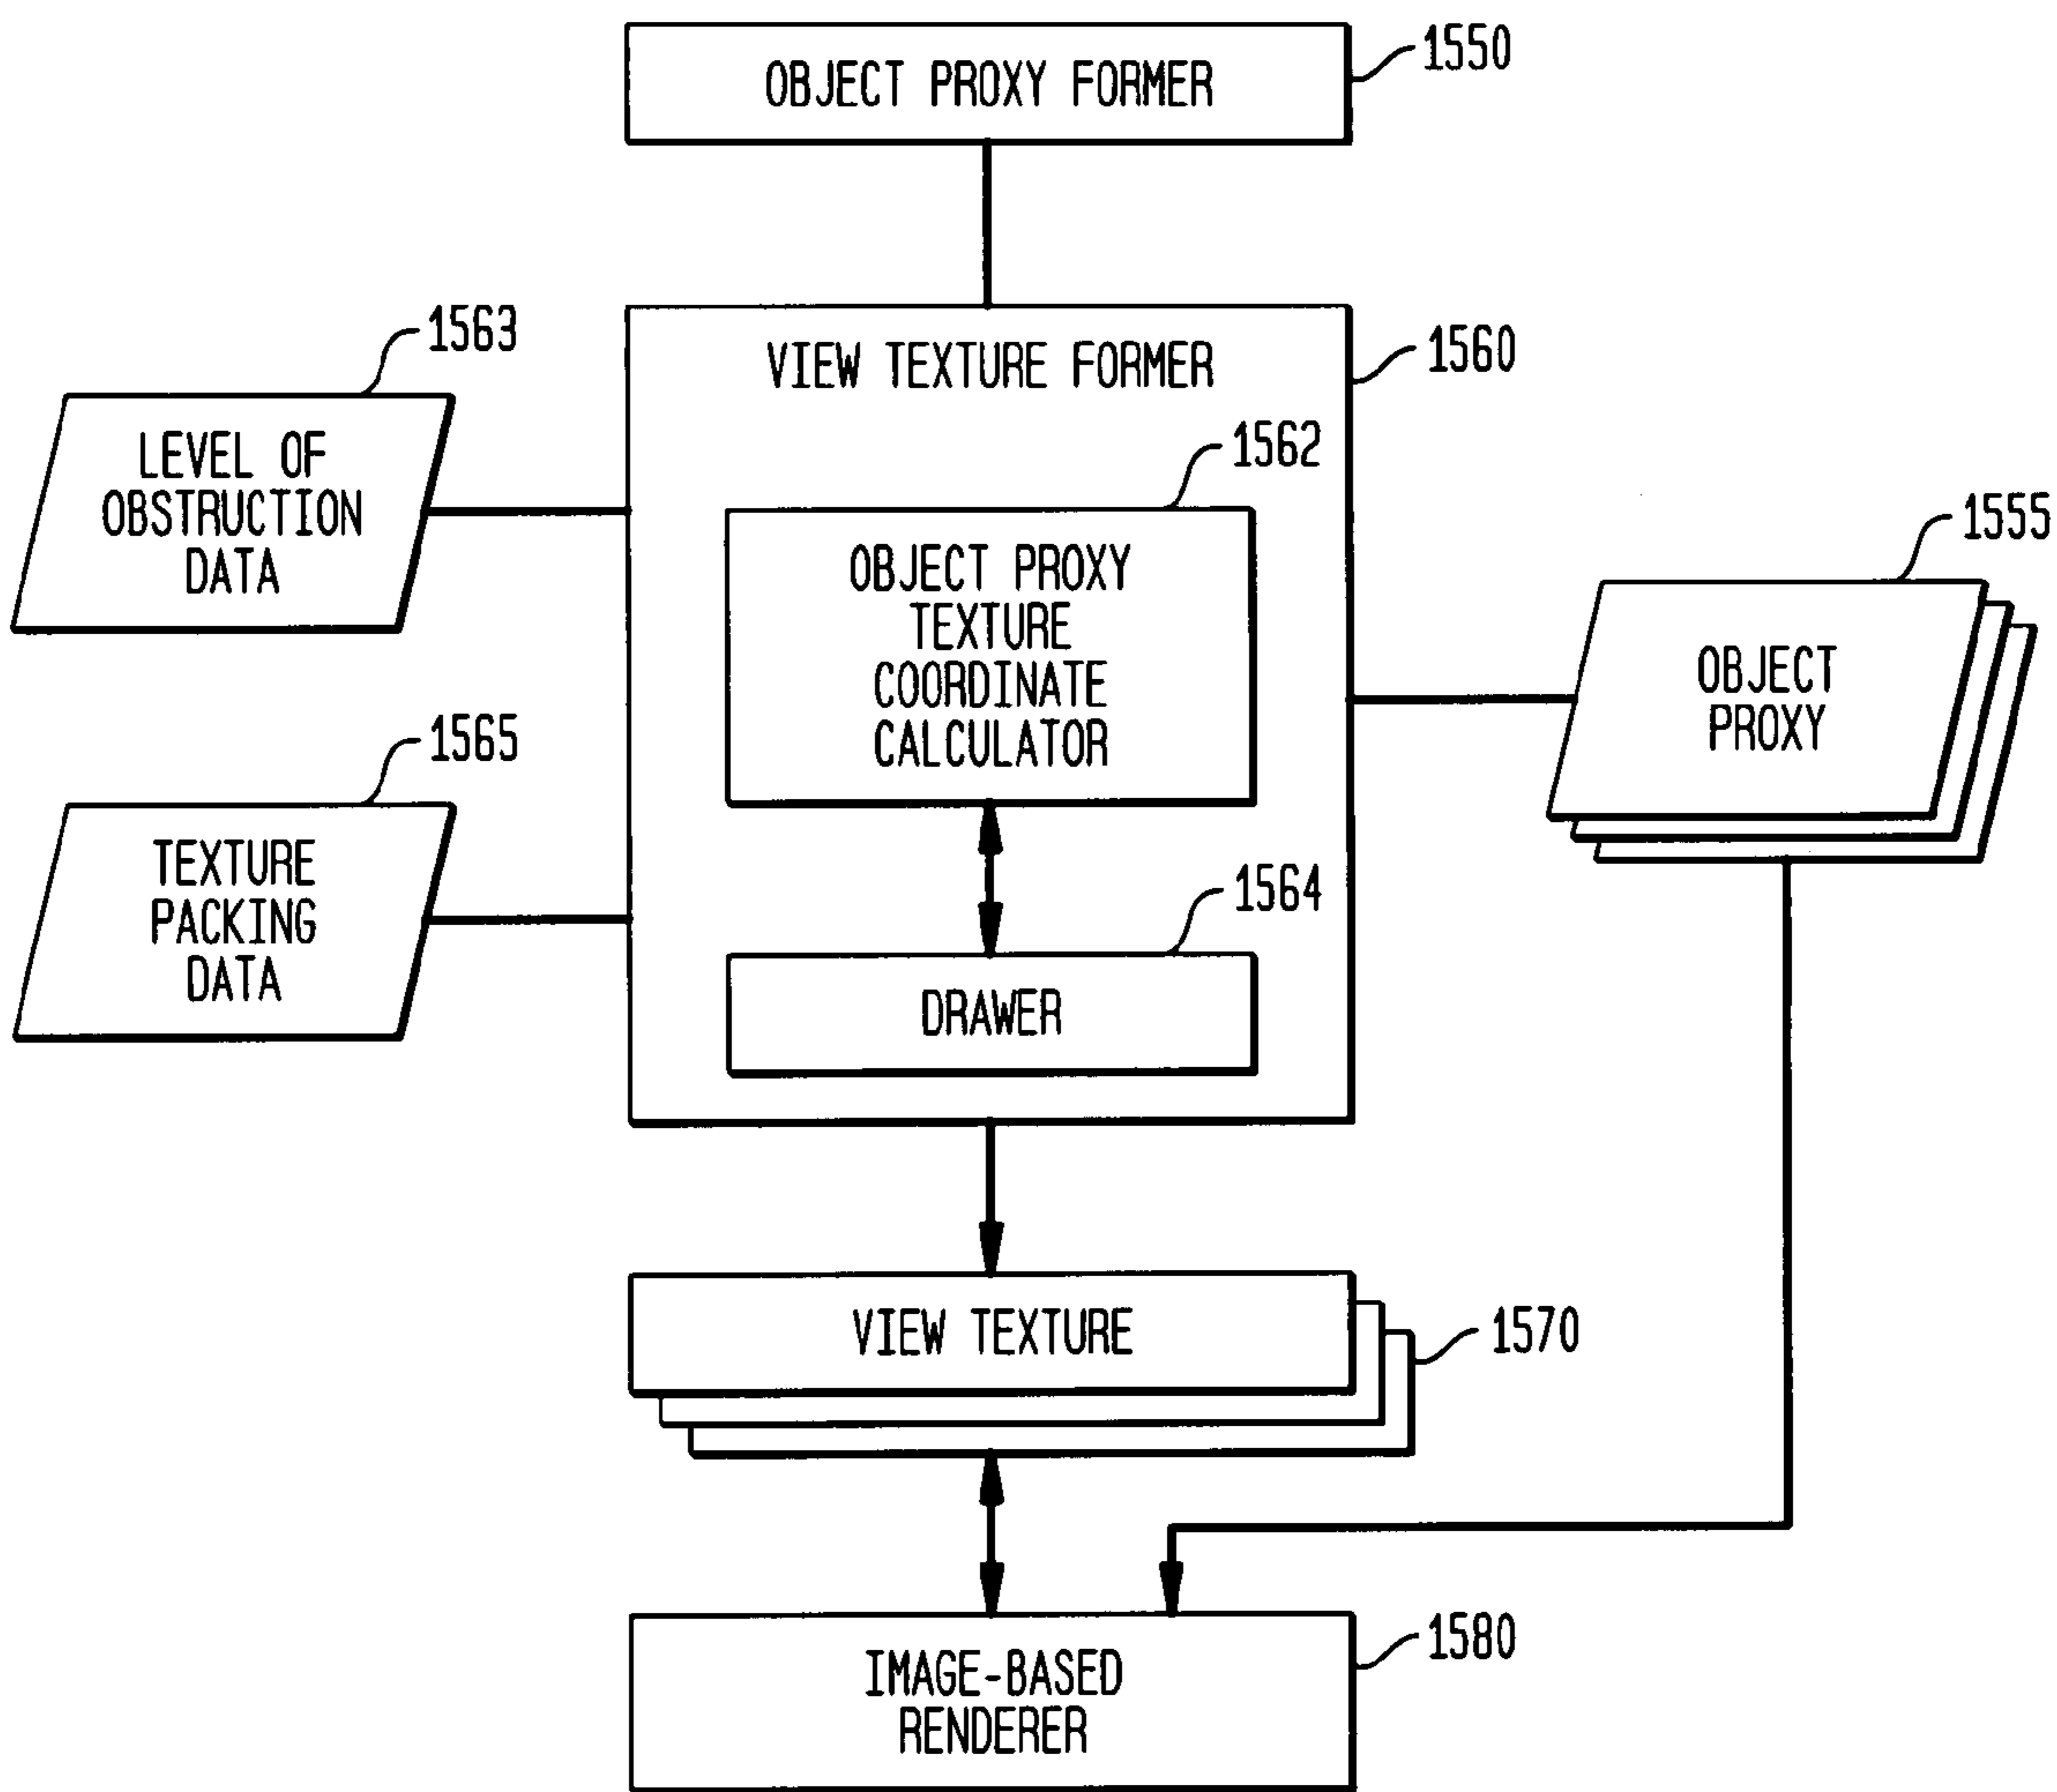 OBJECT PROXY FORMER
1550
1563
VIEW TEXTURE FORMER
1560
LEVEL OF
OBSTRUCTION
DATA
1562
OBJECT PROXY
TEXTURE
COORDINATE
CALCULATOR
1555
OBJECT
PROXY
1565
TEXTURE
PACKING
DATA
1564
DRAWER
VIEW TEXTURE
1570
1580
IMAGE-BASED
RENDERER